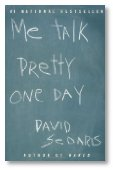 #1 NATIONAL BESTSELLER
Me TALK
PRETTY
ONE DAY
DAVID
SeDARIS
AUTHOR OF NAKED